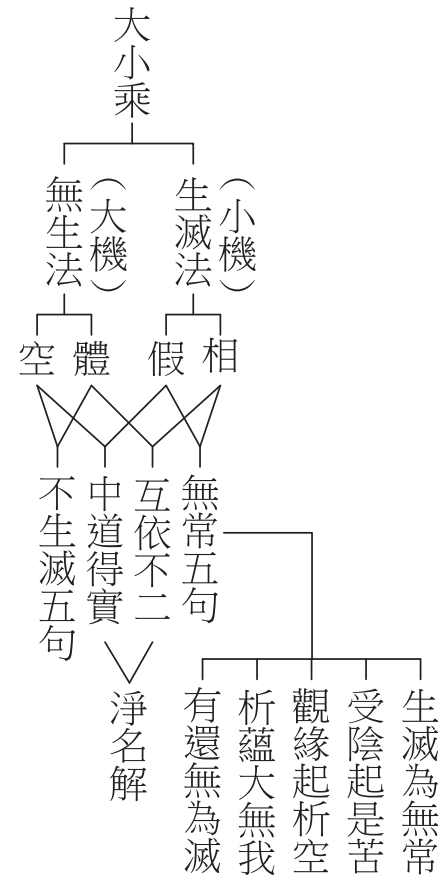 大小乘
（小機）
生滅法
（大機）
無生法
相
假
體
空
無常五句
互依不二
中道得實
不生滅五句
淨名解
生滅為無常
受陰起是苦
觀緣起析空
析蘊大無我
有還無為滅